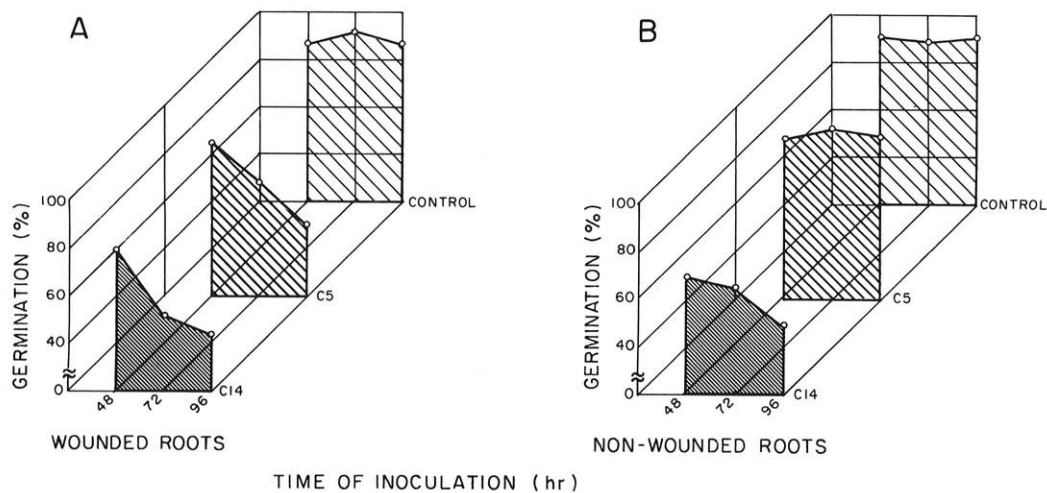 A
GERMINATION (%)
100
80
60
40
0
48
72
96
C14
C5
CONTROL
WOUNDED ROOTS
B
GERMINATION (%)
100
80
60
40
0
48
72
96
C14
C5
CONTROL
NON-WOUNDED ROOTS
TIME OF INOCULATION (hr)